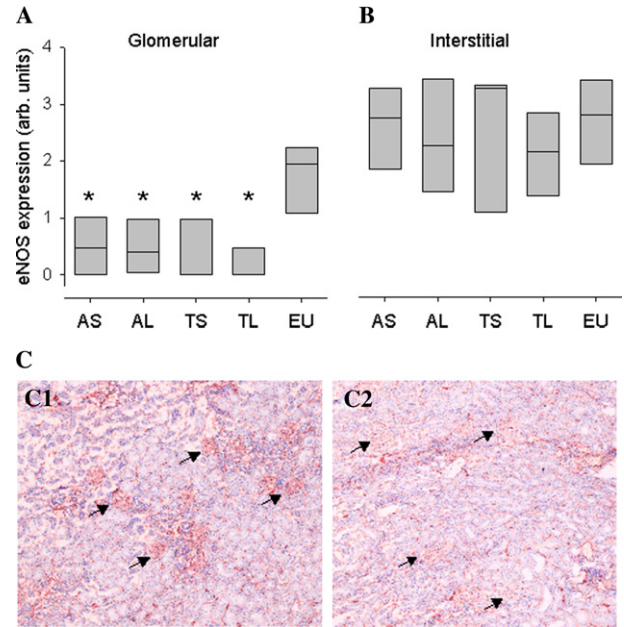 A
B
Glomerular
Interstitial
eNOS expression (arb. units)
4
3
2
1
0
* * * *
AS AL TS TL EU
AS AL TS TL EU
C
C1
C2